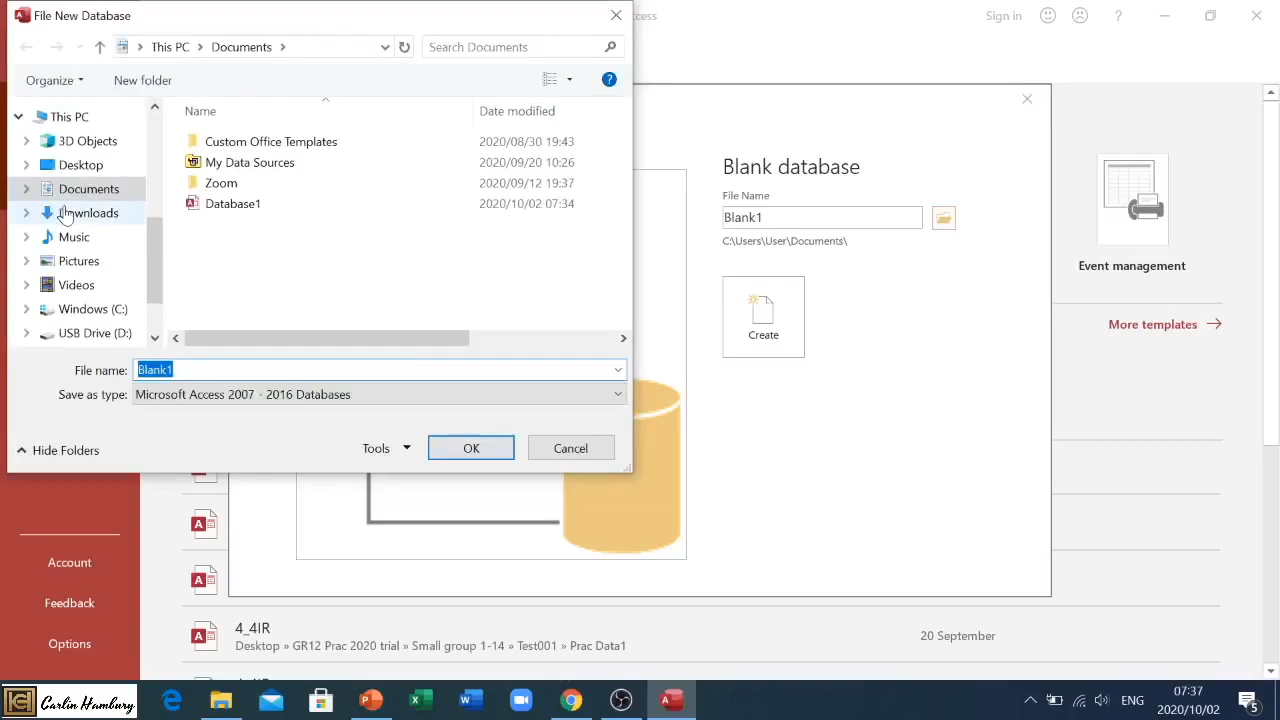 File New Database
This PC > Documents >
Search Documents
Organize
New folder
This PC
3D Objects
Desktop
Documents
Downloads
Music
Pictures
Videos
Windows (C:)
USB Drive (D:)
Name
Date modified
Custom Office Templates
2020/08/30 19:43
My Data Sources
2020/09/20 10:26
Zoom
2020/09/12 19:37
Database1
2020/10/02 07:34
File name:
Blank1
Save as type:
Microsoft Access 2007 - 2016 Databases
Hide Folders
Tools
OK
Cancel
Sign in
?
Blank database
File Name
Blank1
C:\Users\User\Documents\
Create
Event management
More templates
Account
Feedback
Options
4_4IR
Desktop » GR12 Prac 2020 trial » Small group 1-14 » Test001 » Prac Data1
20 September
Carlin Hambury
ENG
07:37
2020/10/02
5